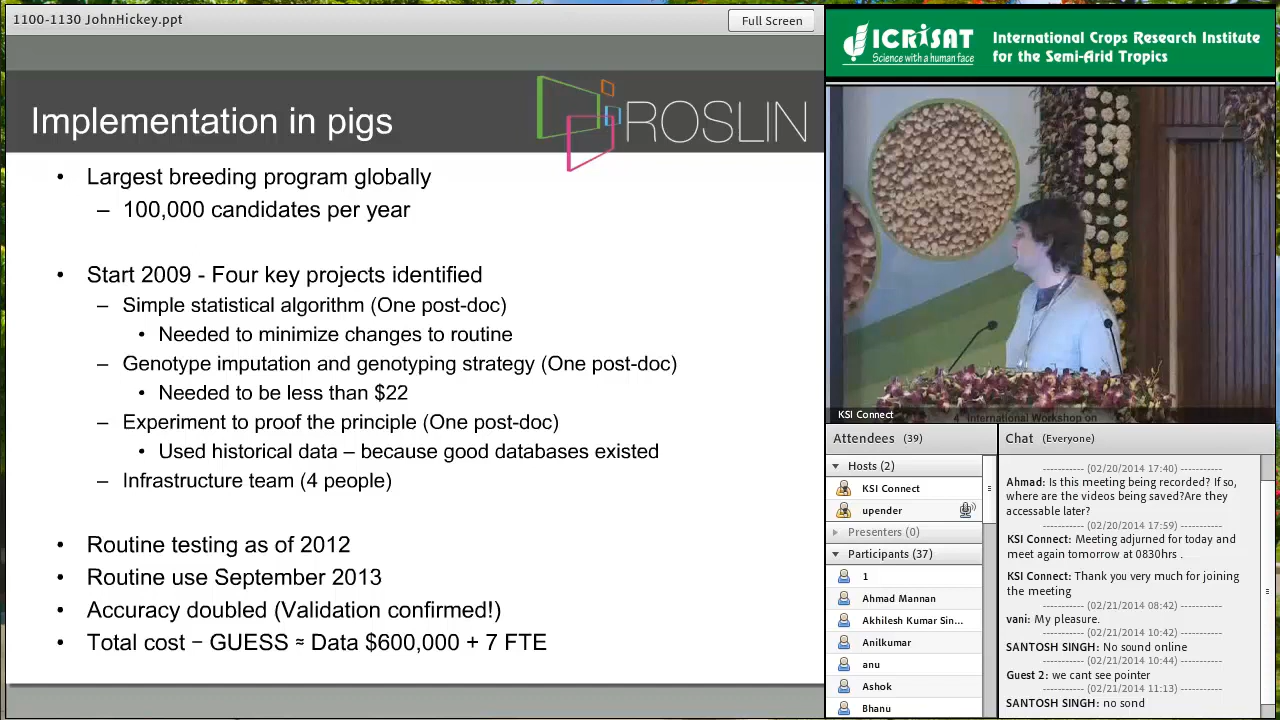 1100-1130 JohnHickey.ppt
Full Screen
Implementation in pigs
ROSLIN
• Largest breeding program globally
– 100,000 candidates per year
• Start 2009 - Four key projects identified
– Simple statistical algorithm (One post-doc)
• Needed to minimize changes to routine
– Genotype imputation and genotyping strategy (One post-doc)
• Needed to be less than $22
– Experiment to proof the principle (One post-doc)
• Used historical data – because good databases existed
– Infrastructure team (4 people)
• Routine testing as of 2012
• Routine use September 2013
• Accuracy doubled (Validation confirmed!)
• Total cost – GUESS ≈ Data $600,000 + 7 FTE
ICRISAT
Science with a human face
International Crops Research Institute
for the Semi-Arid Tropics
KSI Connect
4th International Workshop on
Attendees (39)
Hosts (2)
KSI Connect
upender
Presenters (0)
Participants (37)
1
Ahmad Mannan
Akhilesh Kumar Sin...
Anilkumar
anu
Ashok
Bhanu
Chat (Everyone)
----------- (02/20/2014 17:40) -----------
Ahmad: Is this meeting being recorded? If so,
where are the videos being saved?Are they
accessable later?
----------- (02/20/2014 17:59) -----------
KSI Connect: Meeting adjurned for today and
meet again tomorrow at 0830hrs .
KSI Connect: Thank you very much for joining
the meeting
----------- (02/21/2014 08:42) -----------
vani: My pleasure.
----------- (02/21/2014 10:42) -----------
SANTOSH SINGH: No sound online
----------- (02/21/2014 10:44) -----------
Guest 2: we cant see pointer
----------- (02/21/2014 11:13) -----------
SANTOSH SINGH: no sond